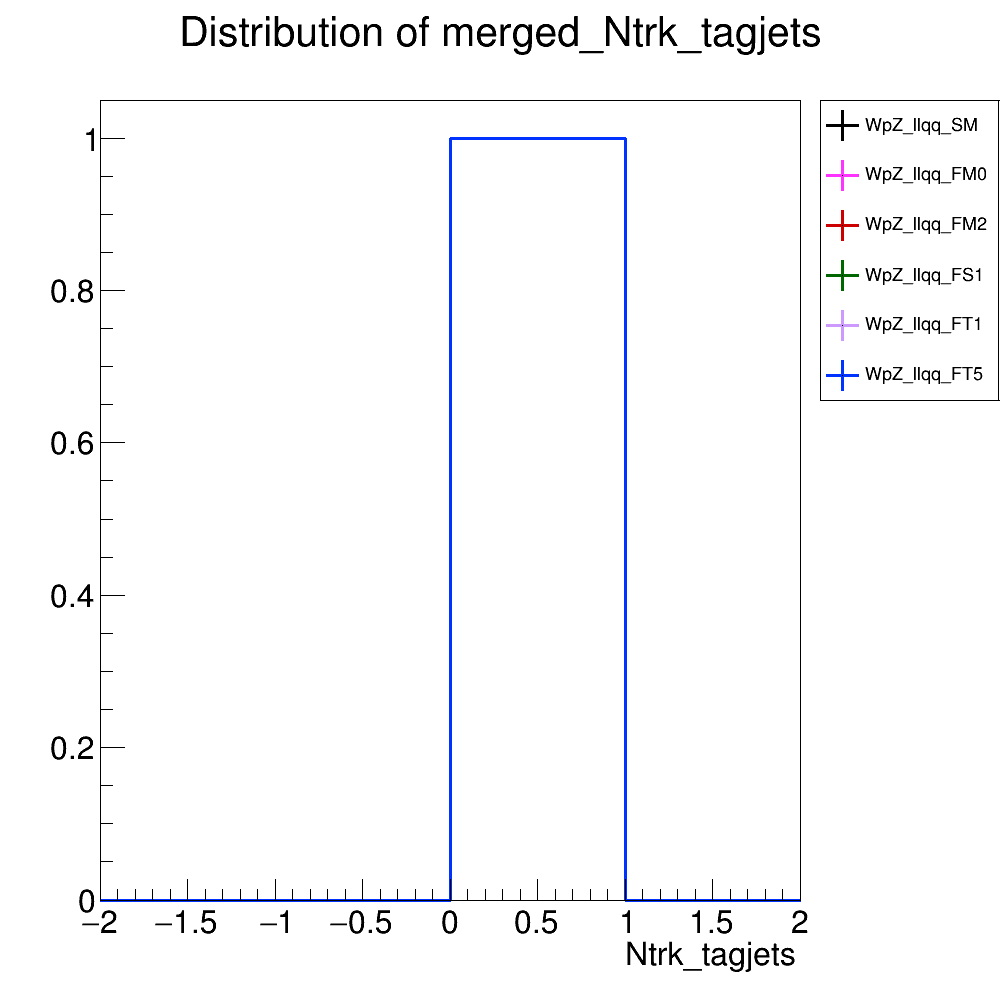 Distribution of merged_Ntrk_tagjets
WpZ_llqq_SM
WpZ_llqq_FM0
WpZ_llqq_FM2
WpZ_llqq_FS1
WpZ_llqq_FT1
WpZ_llqq_FT5
1
0.8
0.6
0.4
0.2
0
−2 −1.5 −1 −0.5 0 0.5 1 1.5 2
Ntrk_tagjets